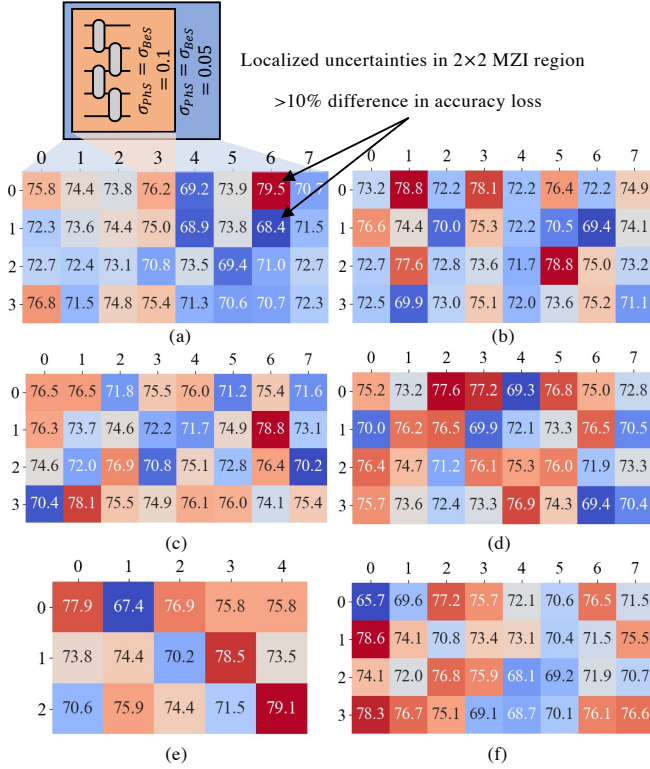 σPhS = σBeS
= 0.1
σPhS = σBeS
= 0.05
Localized uncertainties in 2×2 MZI region
>10% difference in accuracy loss
0 1 2 3 4 5 6 7
0 75.8 74.4 73.8 76.2 69.2 73.9 79.5 70.7
1 72.3 73.6 74.4 75.0 68.9 73.8 68.4 71.5
2 72.7 72.4 73.1 70.8 73.5 69.4 71.0 72.7
3 76.8 71.5 74.8 75.4 71.3 70.6 70.7 72.3
(a)
0 1 2 3 4 5 6 7
0 73.2 78.8 72.2 78.1 72.2 76.4 72.2 74.9
1 76.6 74.4 70.0 75.3 72.2 70.5 69.4 74.1
2 72.7 77.6 72.8 73.6 71.7 78.8 75.0 73.2
3 72.5 69.9 73.0 75.1 72.0 73.6 75.2 71.1
(b)
0 1 2 3 4 5 6 7
0 76.5 76.5 71.8 75.5 76.0 71.2 75.4 71.6
1 76.3 73.7 74.6 72.2 71.7 74.9 78.8 73.1
2 74.6 72.0 76.9 70.8 75.1 72.8 76.4 70.2
3 70.4 78.1 75.5 74.9 76.1 76.0 74.1 75.4
(c)
0 1 2 3 4 5 6 7
0 75.2 73.2 77.6 77.2 69.3 76.8 75.0 72.8
1 70.0 76.2 76.5 69.9 72.1 73.3 76.5 70.5
2 76.4 74.7 71.2 76.1 75.3 76.0 71.9 73.3
3 75.7 73.6 72.4 73.3 76.9 74.3 69.4 70.4
(d)
0 1 2 3 4
0 77.9 67.4 76.9 75.8 75.8
1 73.8 74.4 70.2 78.5 73.5
2 70.6 75.9 74.4 71.5 79.1
(e)
0 1 2 3 4 5 6 7
0 65.7 69.6 77.2 75.7 72.1 70.6 76.5 71.5
1 78.6 74.1 70.8 73.4 73.1 70.4 71.5 75.5
2 74.1 72.0 76.8 75.9 68.1 69.2 71.9 70.7
3 78.3 76.7 75.1 69.1 68.7 70.1 76.1 76.6
(f)